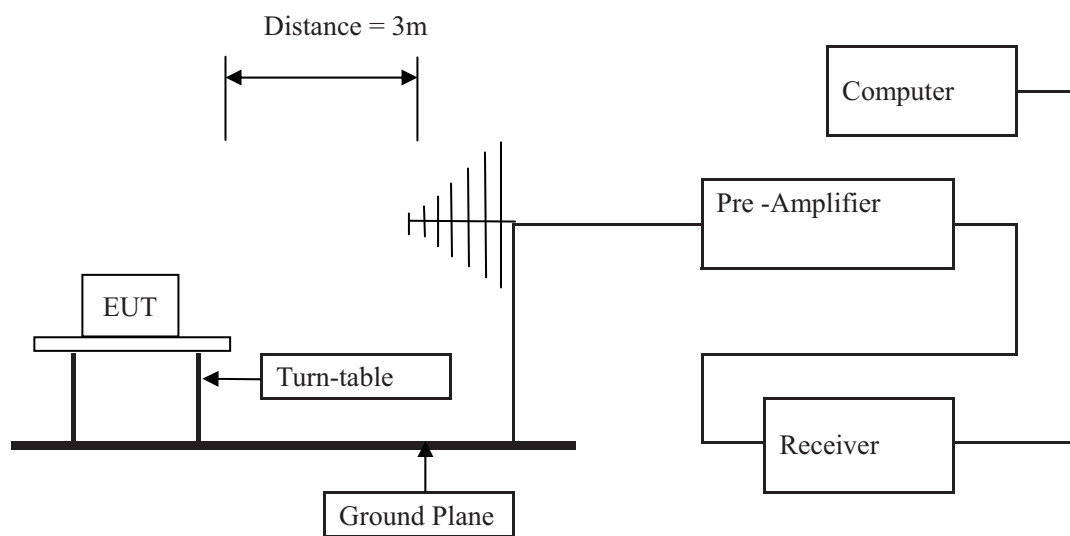 Distance = 3m
Computer
Pre -Amplifier
EUT
Turn-table
Receiver
Ground Plane